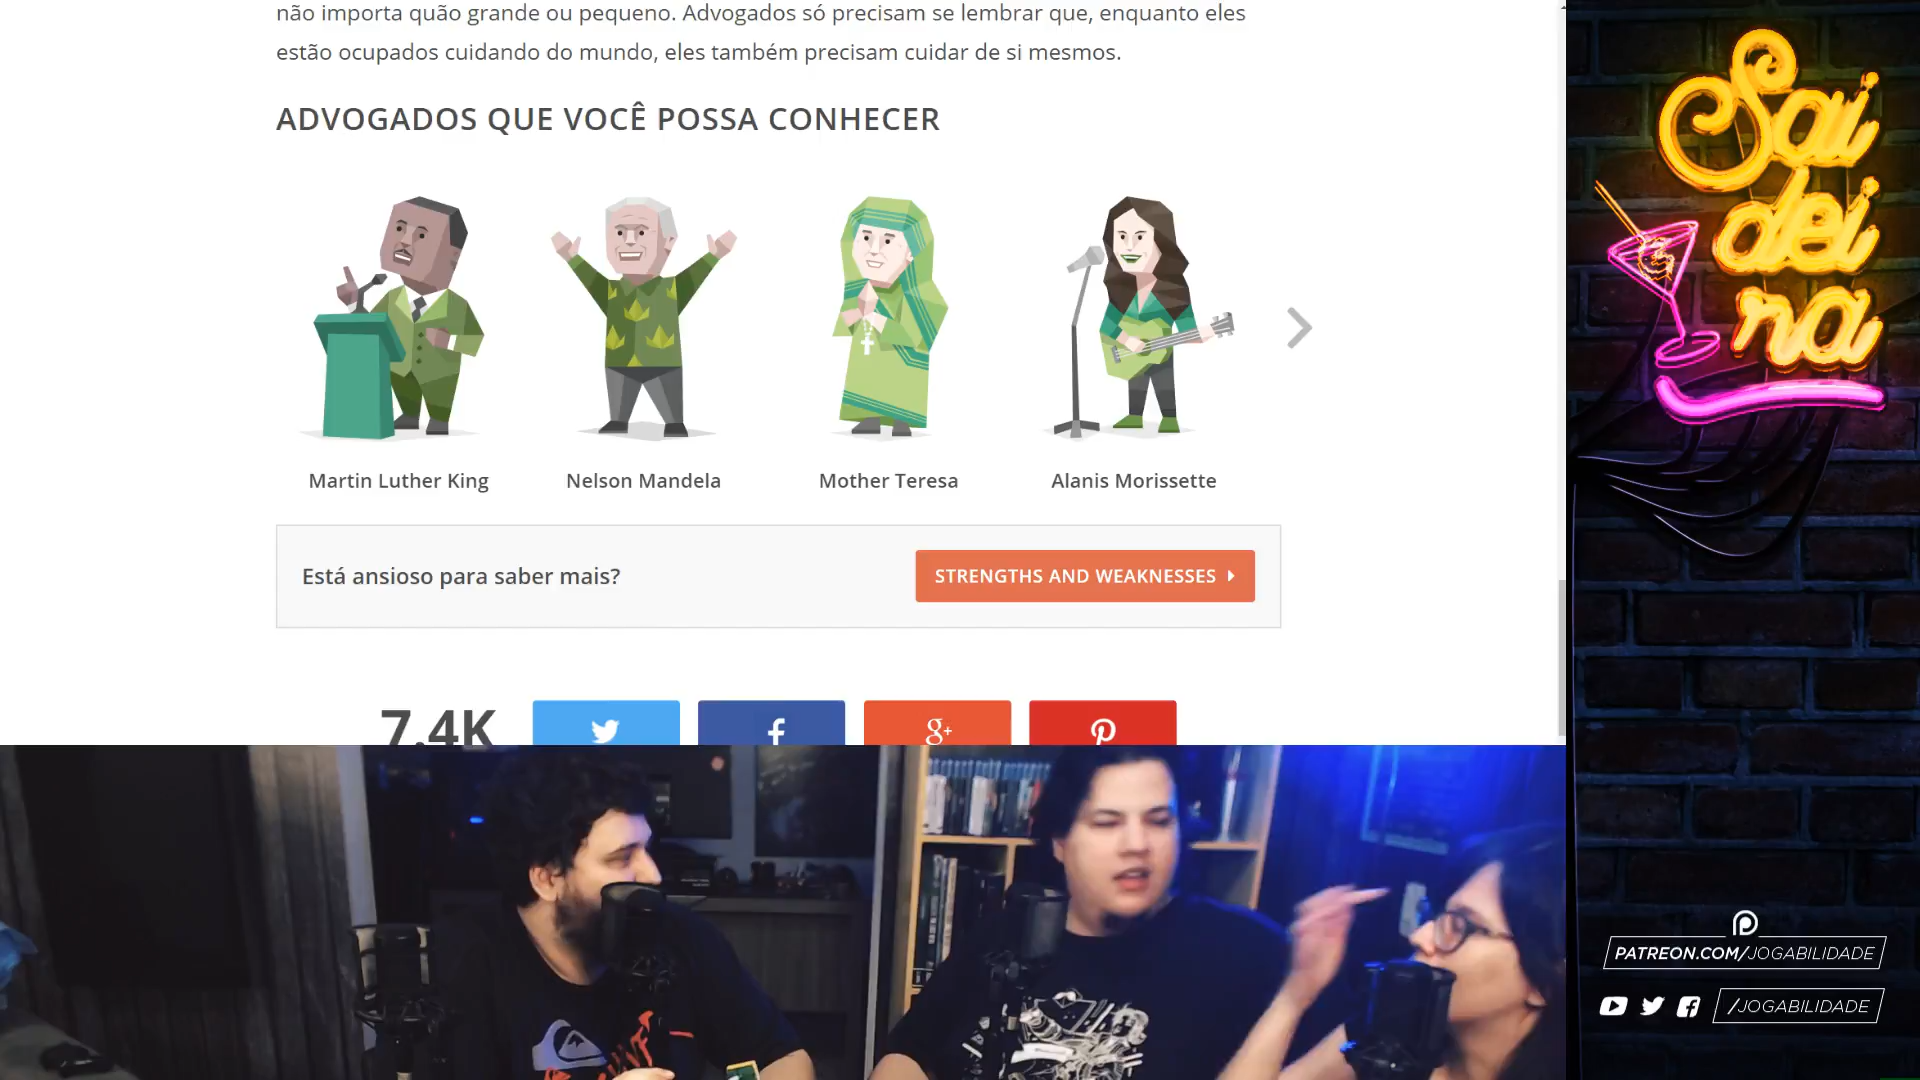 não importa quão grande ou pequeno. Advogados só precisam se lembrar que, enquanto eles
estão ocupados cuidando do mundo, eles também precisam cuidar de si mesmos.
ADVOGADOS QUE VOCÊ POSSA CONHECER
Martin Luther King
Nelson Mandela
Mother Teresa
Alanis Morissette
Está ansioso para saber mais?
STRENGTHS AND WEAKNESSES
7.4K
g+
Sai
dei
ra
PATREON.COM/JOGABILIDADE
/JOGABILIDADE